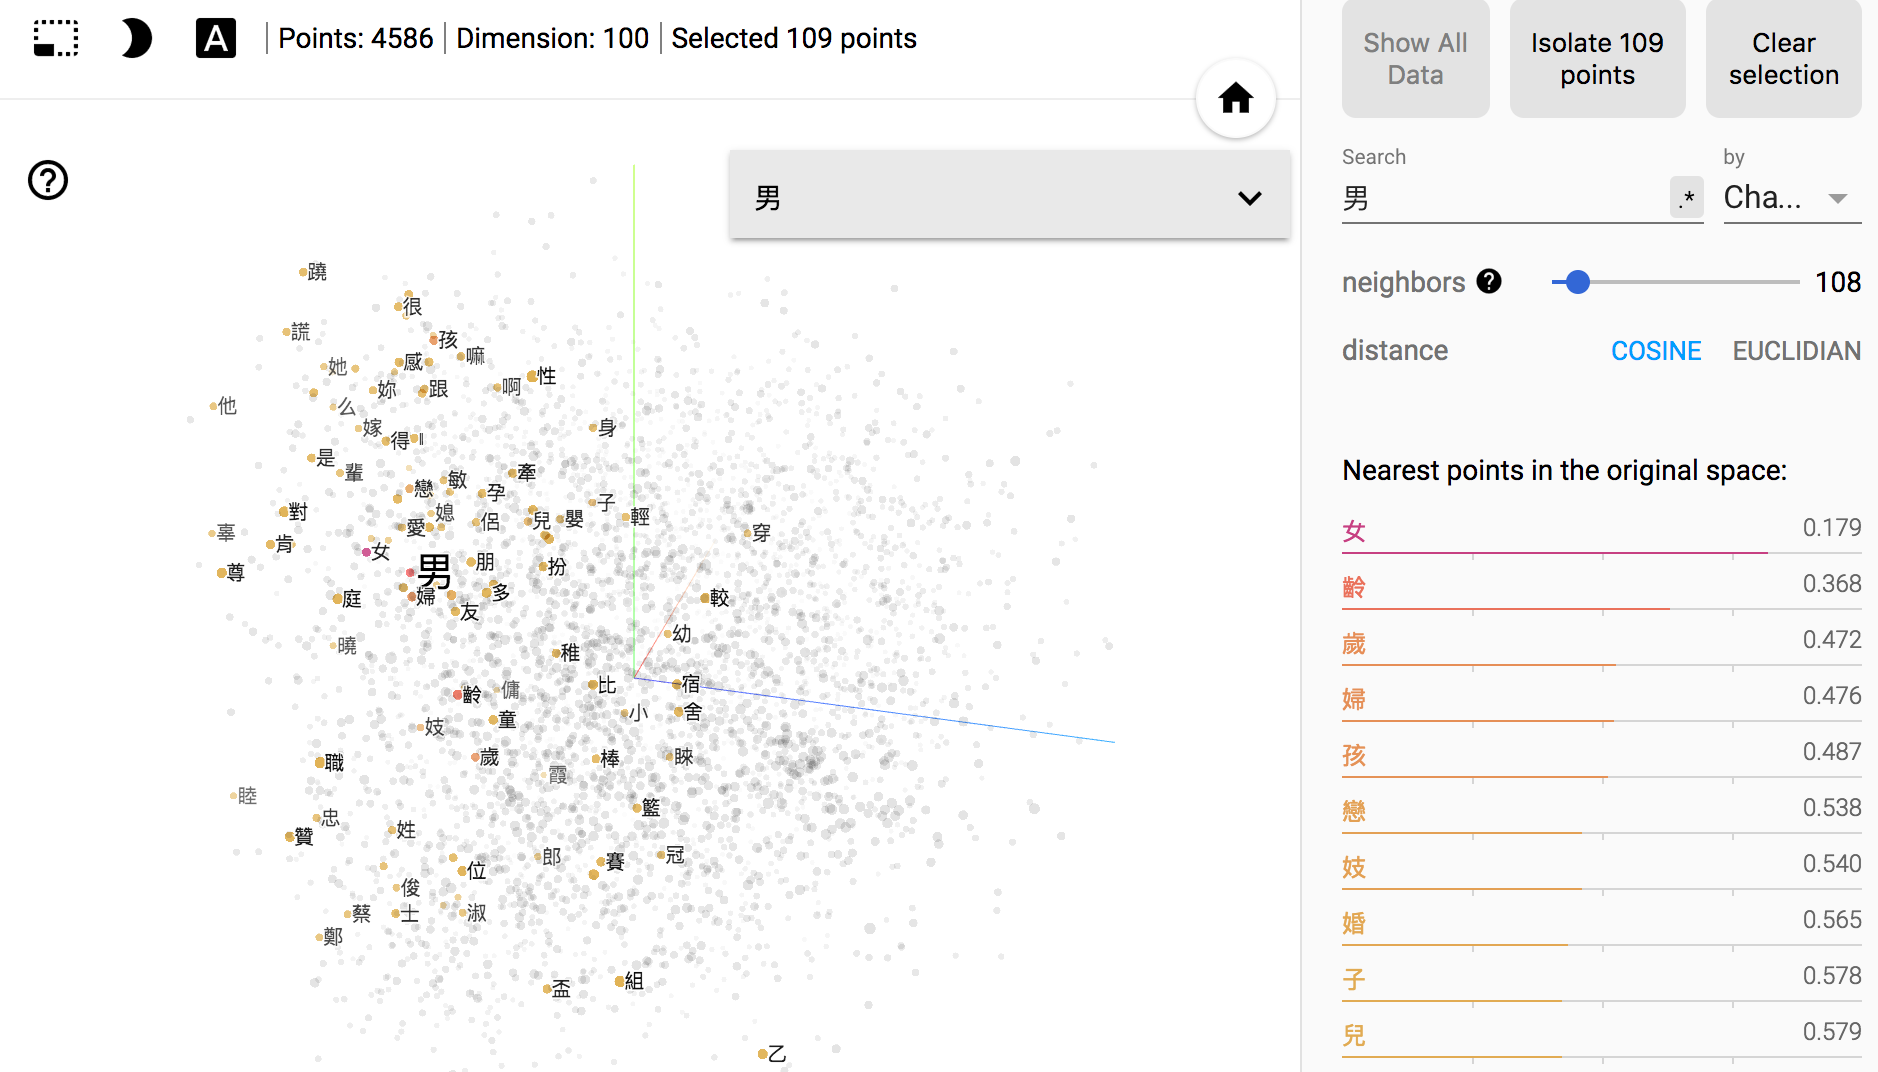 A
Points: 4586
Dimension: 100
Selected 109 points
?
男
蹺
很
謊
孩
嘛
她
感
性
妳
跟
啊
他
么
嫁
得
身
是
輩
敏
牽
戀
孕
子
對
媳
侶
兒
嬰
輕
愛
辜
肯
女
穿
男
朋
扮
尊
婦
多
庭
友
較
幼
曉
稚
比
宿
齡
傭
小
舍
童
妓
歲
棒
睞
職
霞
睦
籃
忠
姓
贊
郎
賽
冠
位
俊
蔡
士
淑
鄭
盃
組
乙
Show All
Data
Isolate 109
points
Clear
selection
Search
by
男
.*
Cha...
neighbors
?
108
distance
COSINE
EUCLIDIAN
Nearest points in the original space:
女 0.179
齡 0.368
歲 0.472
婦 0.476
孩 0.487
戀 0.538
妓 0.540
婚 0.565
子 0.578
兒 0.579